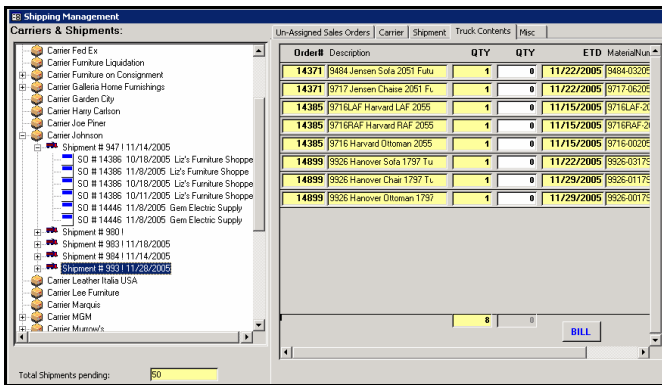 Shipping Management
Carriers & Shipments:
Carrier Fed Ex
Carrier Furniture Liquidation
Carrier Furniture on Consignment
Carrier Galleria Home Furnishings
Carrier Garden City
Carrier Harry Carlson
Carrier Joe Piner
Carrier Johnson
Shipment # 947 ! 11/14/2005
SO # 14386 10/18/2005 Liz's Furniture Shoppe
SO # 14386 11/8/2005 Liz's Furniture Shoppe
SO # 14386 10/18/2005 Liz's Furniture Shoppe
SO # 14386 10/11/2005 Liz's Furniture Shoppe
SO # 14446 11/8/2005 Gem Electric Supply
SO # 14446 11/8/2005 Gem Electric Supply
Shipment # 980 !
Shipment # 983 ! 11/18/2005
Shipment # 984 ! 11/14/2005
Shipment # 993 ! 11/28/2005
Carrier Leather Italia USA
Carrier Lee Furniture
Carrier Marquis
Carrier MGM
Carrier Murrow's
Total Shipments pending: 50
Un-Assigned Sales Orders Carrier Shipment Truck Contents Misc
Order# Description QTY QTY ETD MaterialNum
14371 9484 Jensen Sofa 2051 Futu 1 0 11/22/2005 9484-03205
14371 9717 Jensen Chaise 2051 Fu 1 0 11/22/2005 9717-06205
14385 9716LAF Harvard LAF 2055 1 0 11/15/2005 9716LAF-20
14385 9716RAF Harvard RAF 2055 1 0 11/15/2005 9716RAF-20
14385 9716 Harvard Ottoman 2055 1 0 11/15/2005 9716-00205
14899 9926 Hanover Sofa 1797 Tu 1 0 11/22/2005 9926-03179
14899 9926 Hanover Chair 1797 Tu 1 0 11/29/2005 9926-01179
14899 9926 Hanover Ottoman 1797 1 0 11/29/2005 9926-00179
8 0
BILL